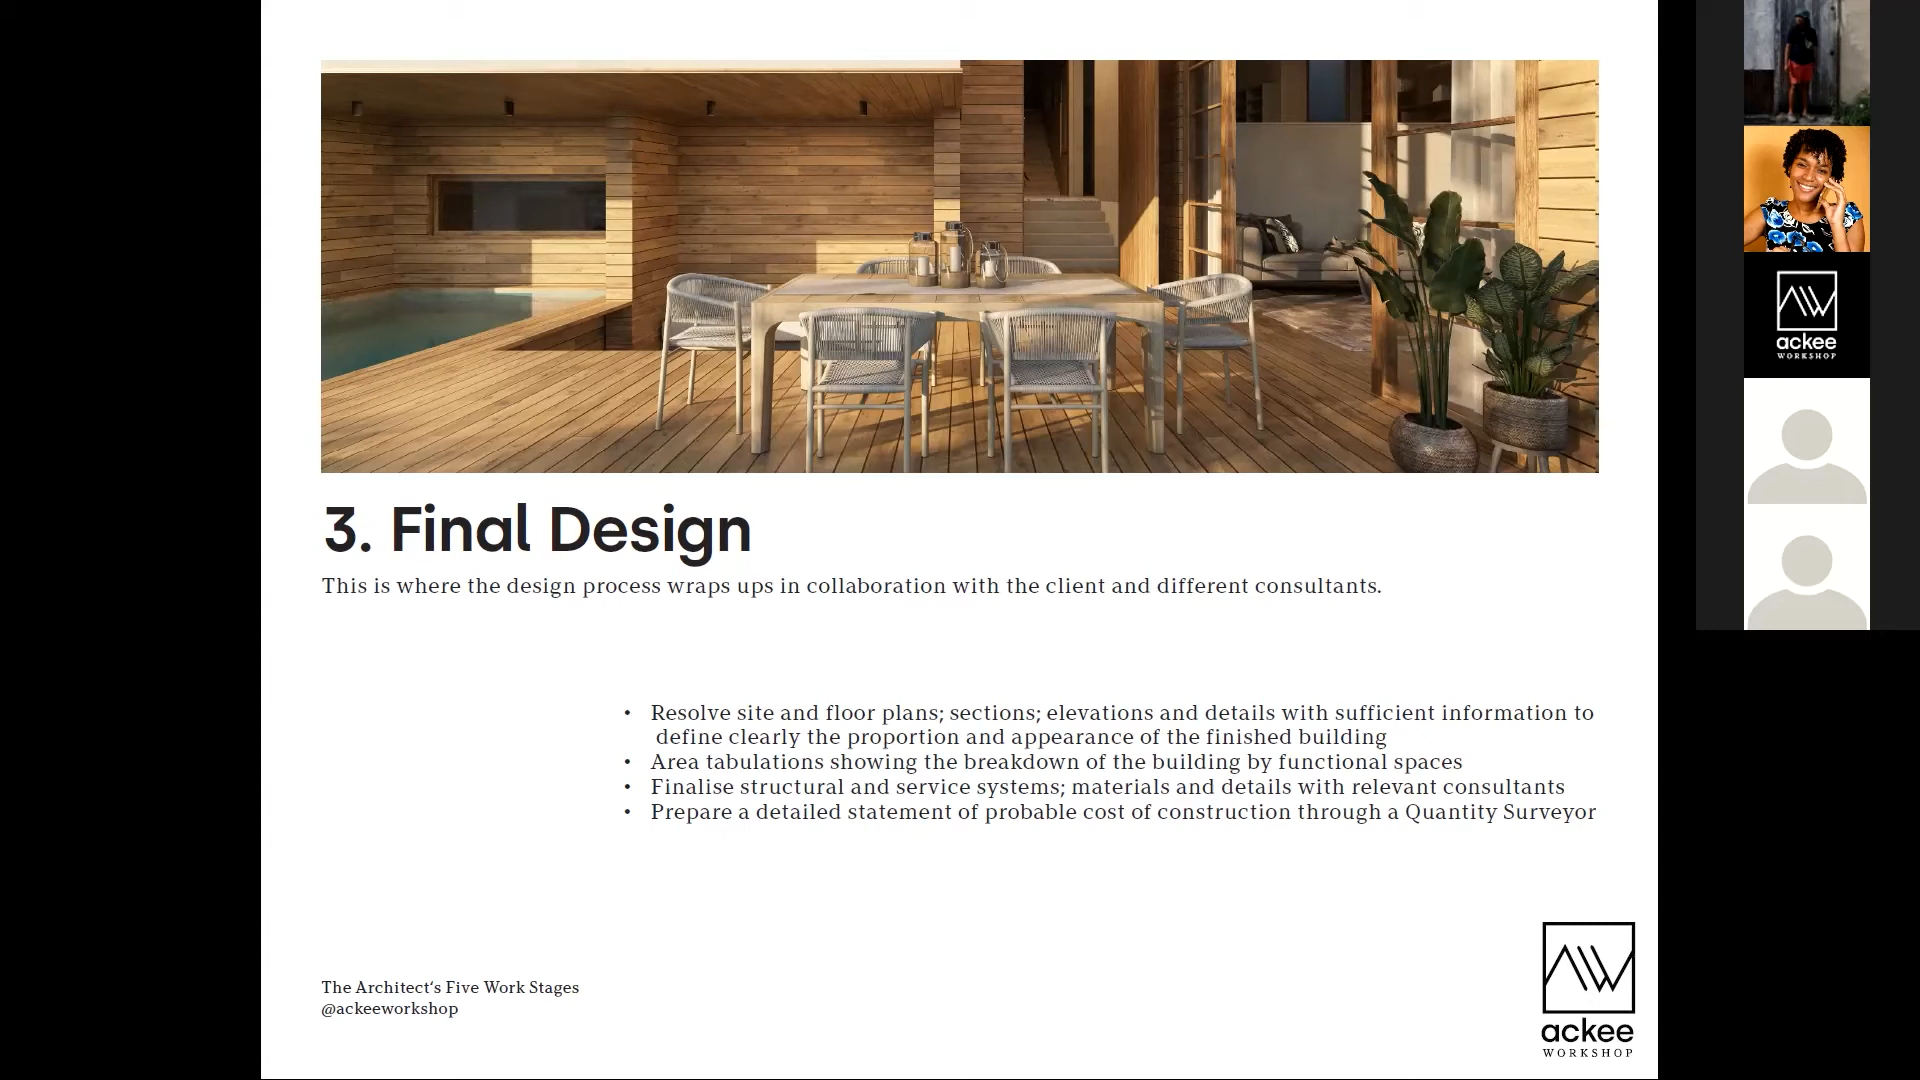 3. Final Design
This is where the design process wraps ups in collaboration with the client and different consultants.
• Resolve site and floor plans; sections; elevations and details with sufficient information to
define clearly the proportion and appearance of the finished building
• Area tabulations showing the breakdown of the building by functional spaces
• Finalise structural and service systems; materials and details with relevant consultants
• Prepare a detailed statement of probable cost of construction through a Quantity Surveyor
The Architect‘s Five Work Stages
@ackeeworkshop
ackee
WORKSHOP
ackee
WORKSHOP